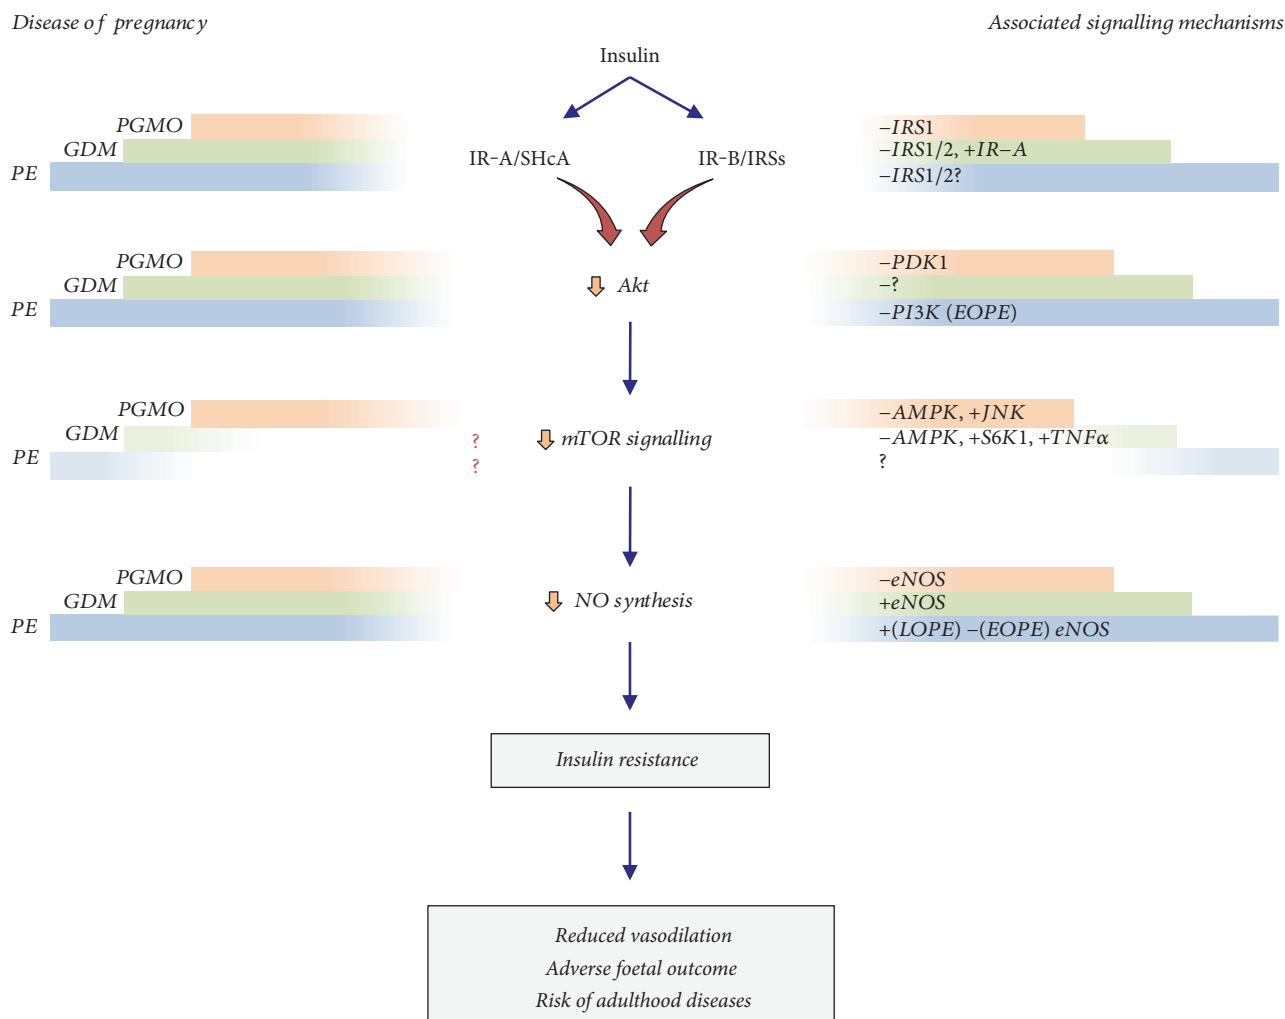 Disease of pregnancy
Associated signalling mechanisms
Insulin
PGMO
GDM
PE
IR-A/SHcA
IR-B/IRSs
−IRS1
−IRS1/2, +IR−A
−IRS1/2?
PGMO
GDM
PE
Akt
−PDK1
−?
−PI3K (EOPE)
PGMO
GDM
PE
?
?
mTOR signalling
−AMPK, +JNK
−AMPK, +S6K1, +TNFα
?
PGMO
GDM
PE
NO synthesis
−eNOS
+eNOS
+(LOPE) −(EOPE) eNOS
Insulin resistance
Reduced vasodilation
Adverse foetal outcome
Risk of adulthood diseases